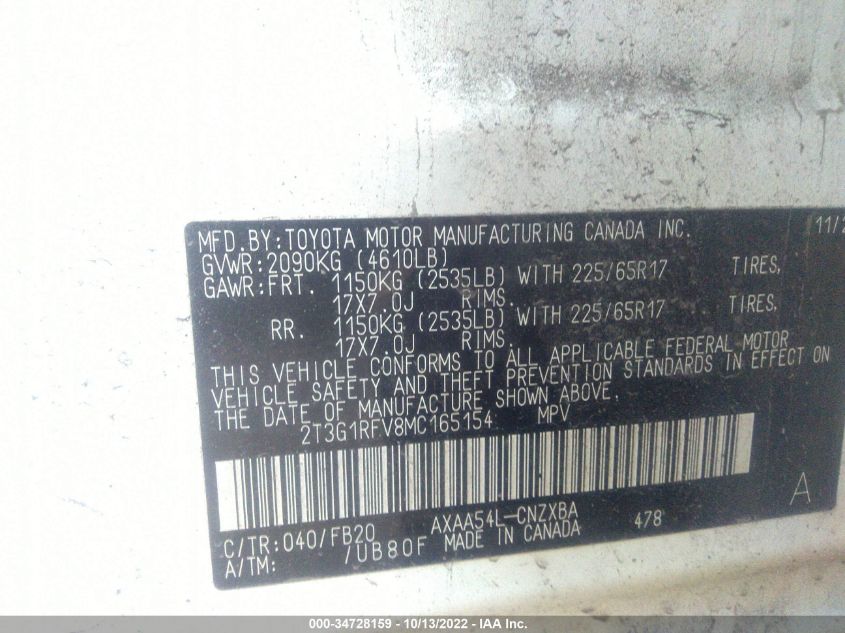 MFD.BY:TOYOTA MOTOR MANUFACTURING CANADA INC. 11/2
GVWR:2090KG (4610LB)
GAWR:FRT. 1150KG (2535LB) WITH 225/65R17 TIRES,
17X7.0J RIMS.
RR. 1150KG (2535LB) WITH 225/65R17 TIRES,
17X7.0J RIMS.
THIS VEHICLE CONFORMS TO ALL APPLICABLE FEDERAL MOTOR
VEHICLE SAFETY AND THEFT PREVENTION STANDARDS IN EFFECT ON
THE DATE OF MANUFACTURE SHOWN ABOVE.
2T3G1RFV8MC165154 MPV
A
C/TR:040/FB20 AXAA54L-CNZXBA 478
A/TM: /UB80F MADE IN CANADA
000-34728159 | 10/13/2022 - IAA Inc.